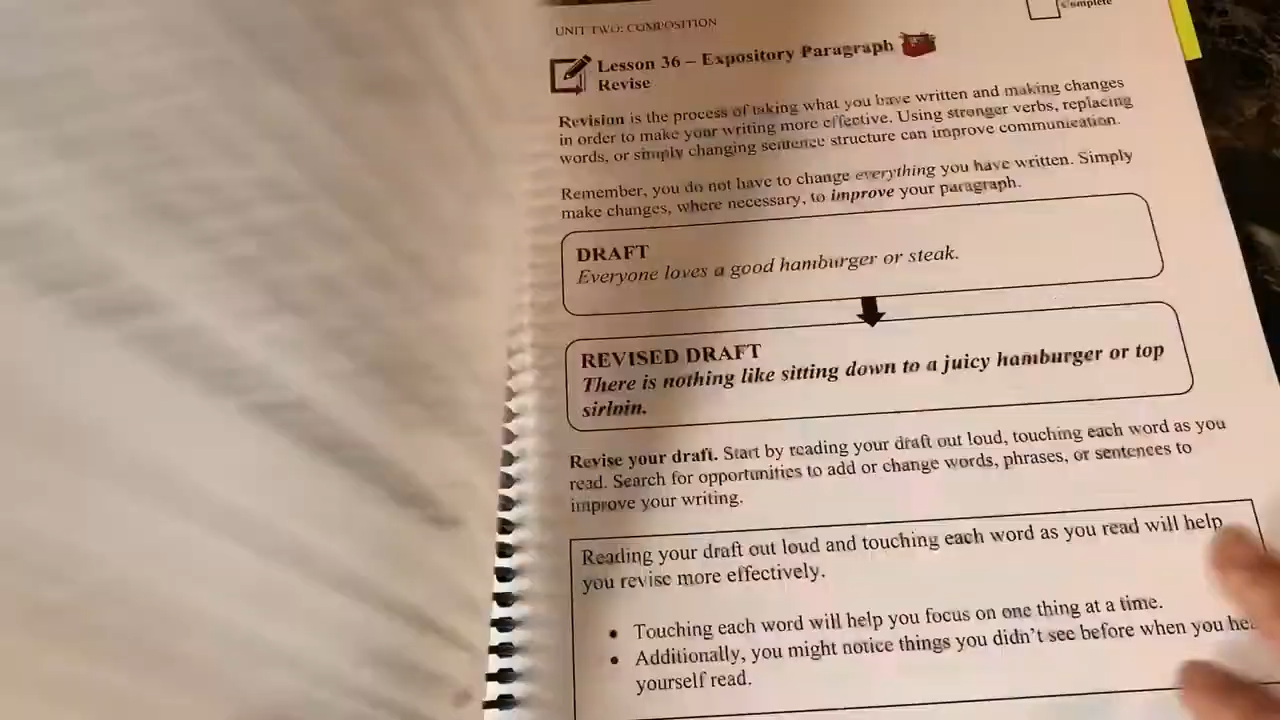 UNIT TWO: COMPOSITION
Complete
Lesson 36 – Expository Paragraph
Revise
Revision is the process of taking what you have written and making changes
in order to make your writing more effective. Using stronger verbs, replacing
words, or simply changing sentence structure can improve communication.
Remember, you do not have to change everything you have written. Simply
make changes, where necessary, to improve your paragraph.
DRAFT
Everyone loves a good hamburger or steak.
REVISED DRAFT
There is nothing like sitting down to a juicy hamburger or top
sirloin.
Revise your draft. Start by reading your draft out loud, touching each word as you
read. Search for opportunities to add or change words, phrases, or sentences to
improve your writing.
Reading your draft out loud and touching each word as you read will help
you revise more effectively.
• Touching each word will help you focus on one thing at a time.
• Additionally, you might notice things you didn't see before when you
yourself read.